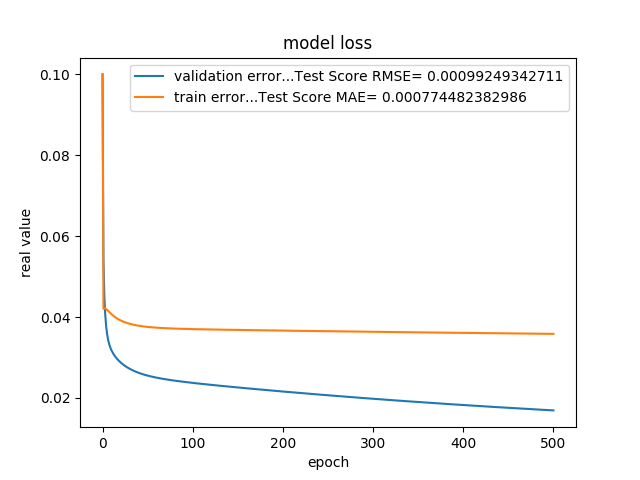 model loss
validation error...Test Score RMSE= 0.00099249342711
train error...Test Score MAE= 0.000774482382986
0.10
0.08
0.06
0.04
0.02
real value
0
100
200
300
400
500
epoch